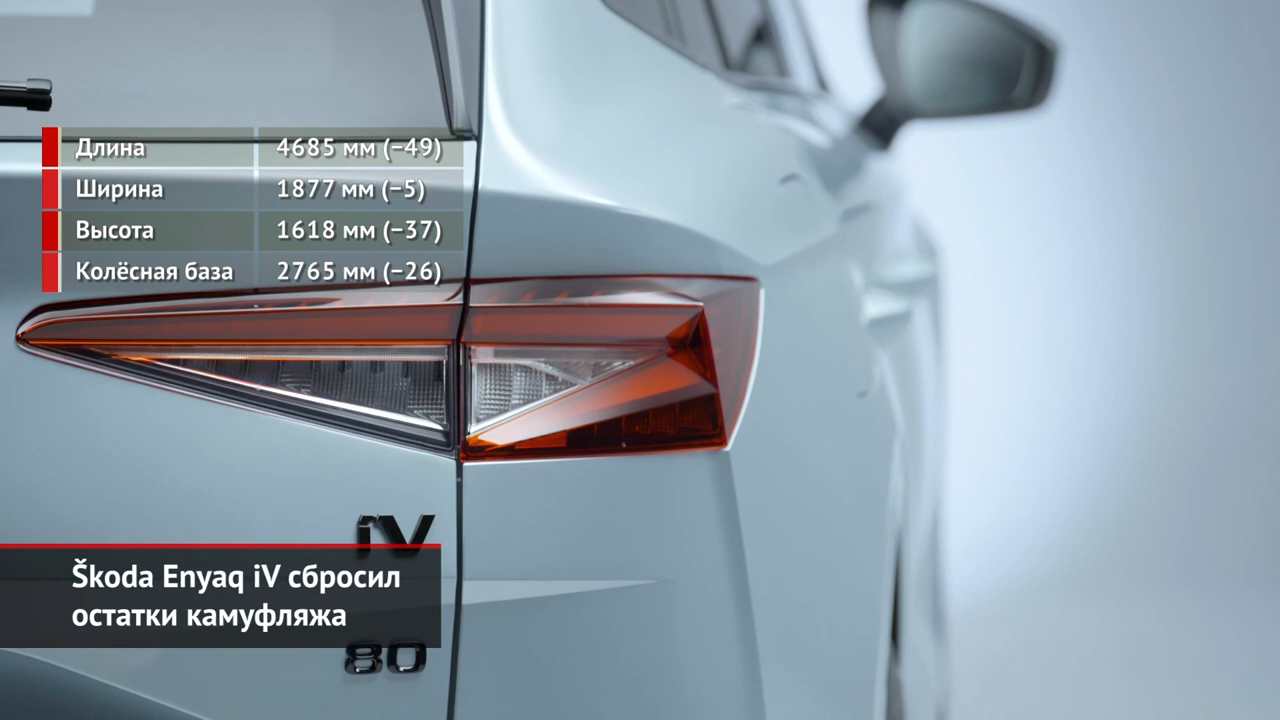 Длина 4685 мм (−49)
Ширина 1877 мм (−5)
Высота 1618 мм (−37)
Колёсная база 2765 мм (−26)
iV
Škoda Enyaq iV сбросил
остатки камуфляжа
80